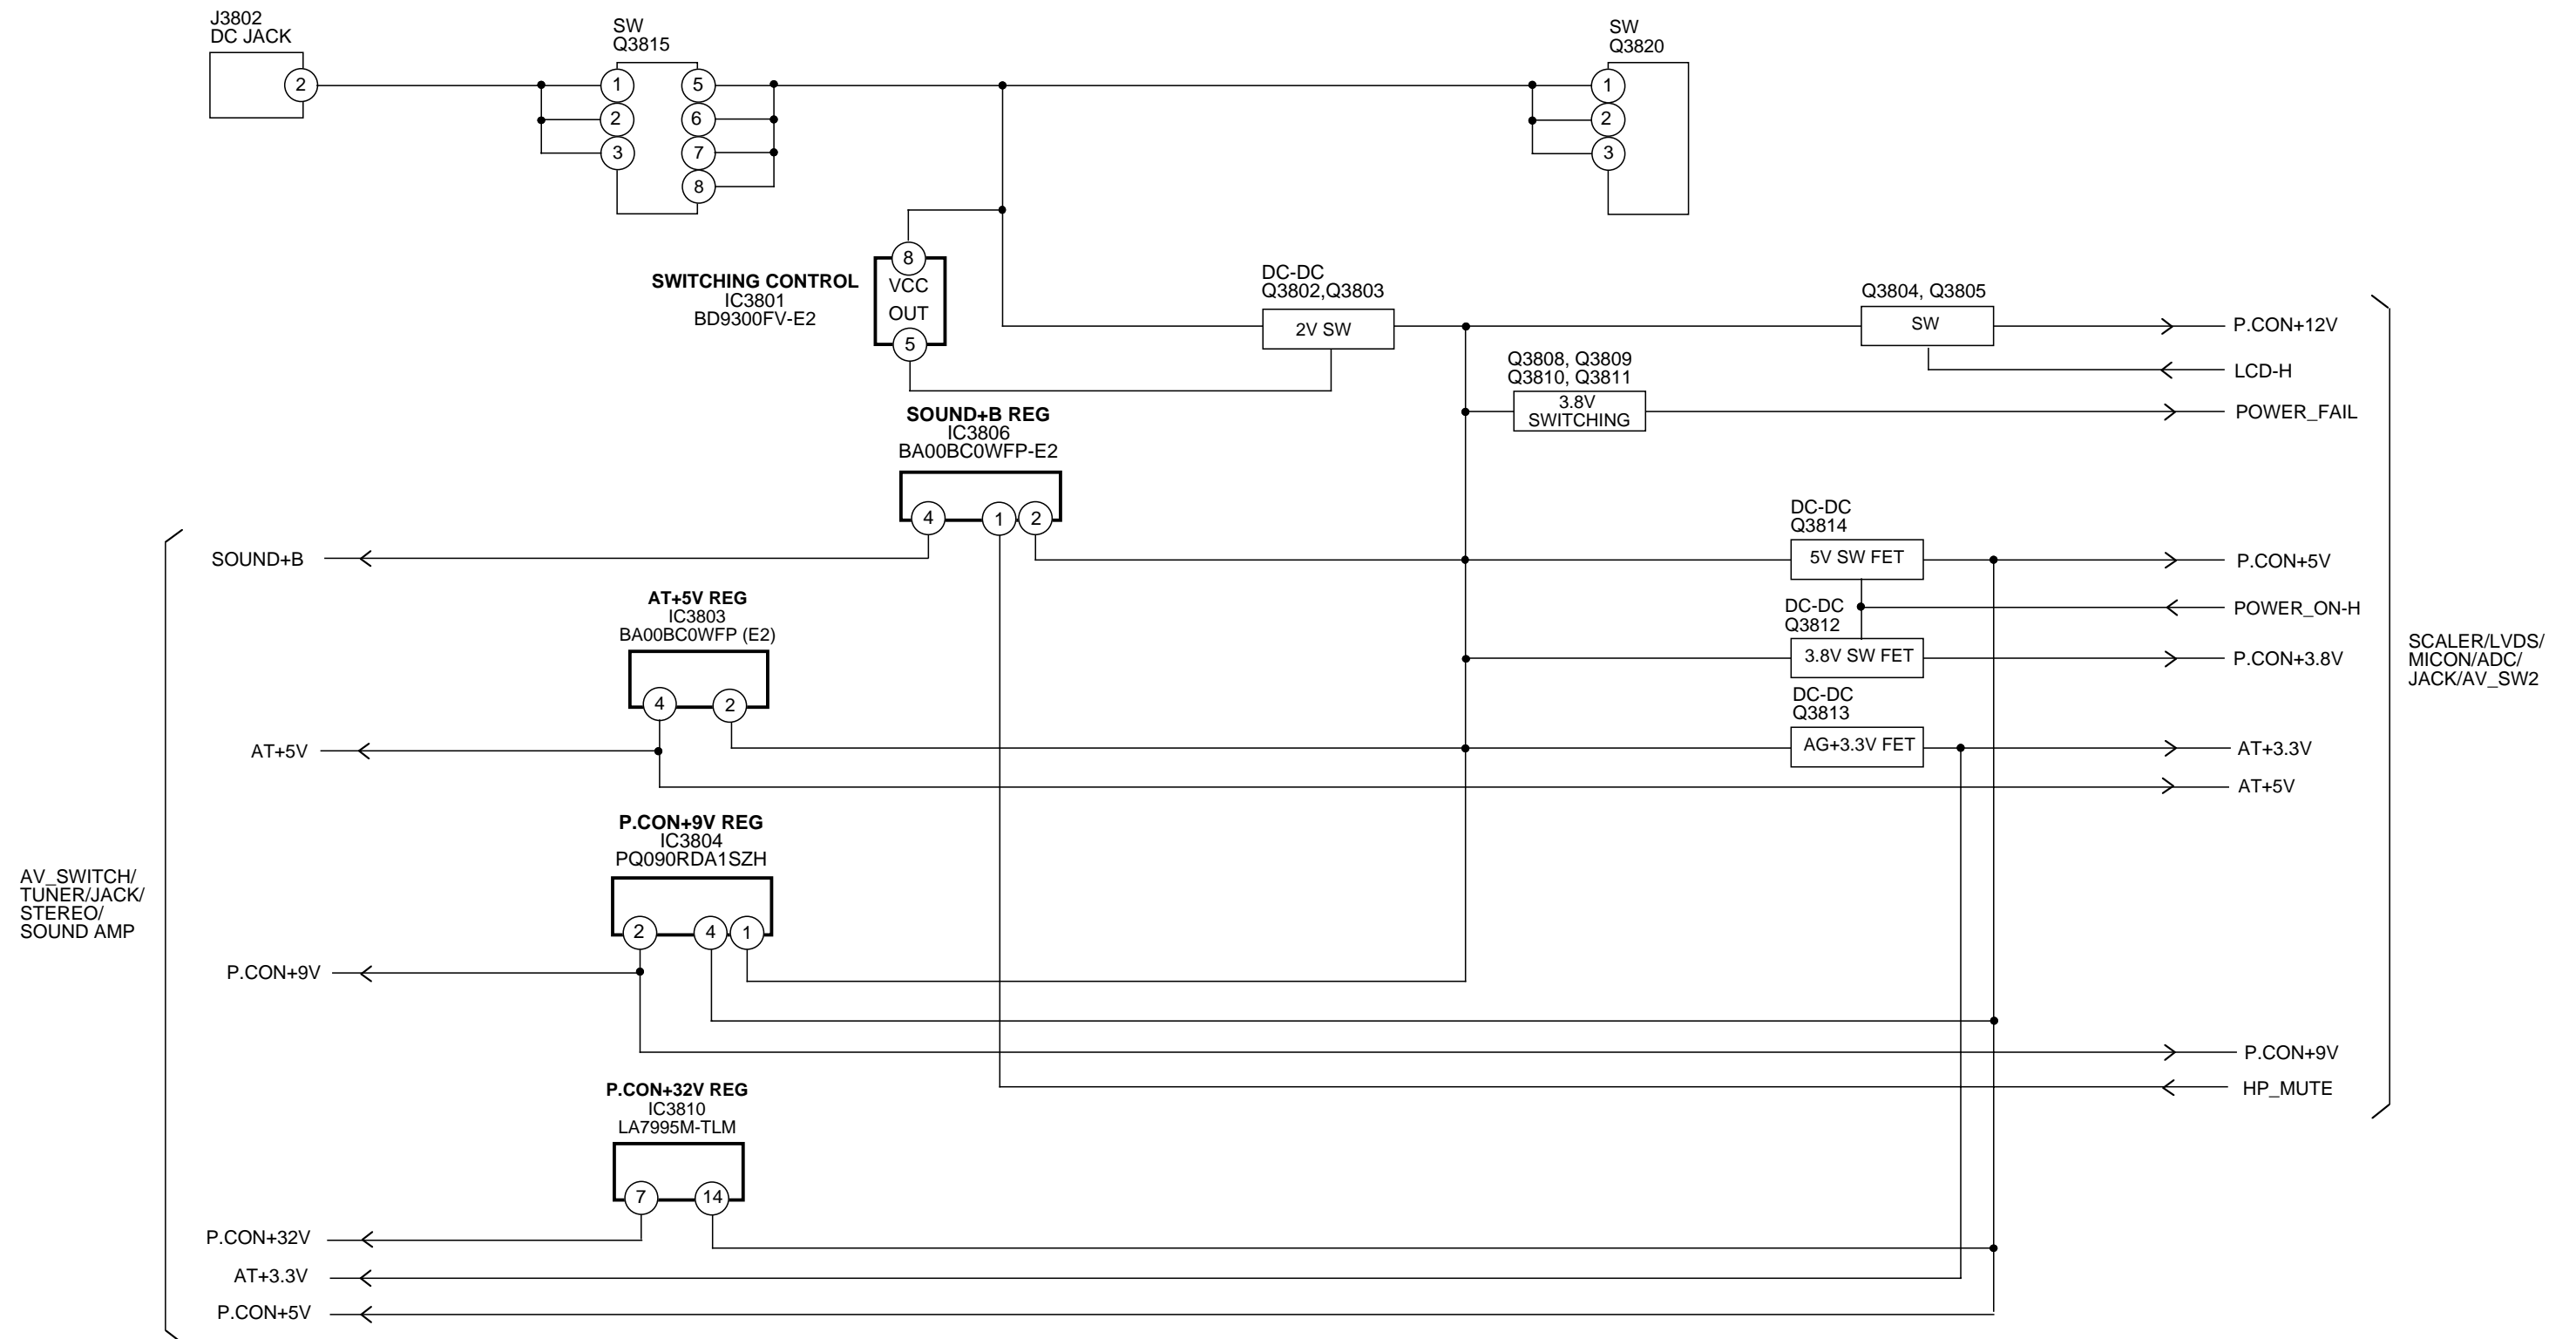 J3802
DC JACK
2
SW
Q3815
1
2
3
5
6
7
8
SW
Q3820
1
2
3
SWITCHING CONTROL
IC3801
BD9300FV-E2
8
VCC
OUT
5
DC-DC
Q3802,Q3803
2V SW
Q3804, Q3805
SW
P.CON+12V
LCD-H
Q3808, Q3809
Q3810, Q3811
3.8V
SWITCHING
POWER_FAIL
SOUND+B REG
IC3806
BA00BC0WFP-E2
4
1
2
SOUND+B
DC-DC
Q3814
5V SW FET
P.CON+5V
POWER_ON-H
DC-DC
Q3812
3.8V SW FET
P.CON+3.8V
DC-DC
Q3813
AG+3.3V FET
AT+3.3V
AT+5V
SCALER/LVDS/
MICON/ADC/
JACK/AV_SW2
AT+5V REG
IC3803
BA00BC0WFP (E2)
4
2
AT+5V
P.CON+9V REG
IC3804
PQ090RDA1SZH
2
4
1
AV_SWITCH/
TUNER/JACK/
STEREO/
SOUND AMP
P.CON+9V
P.CON+9V
HP_MUTE
P.CON+32V REG
IC3810
LA7995M-TLM
7
14
P.CON+32V
AT+3.3V
P.CON+5V